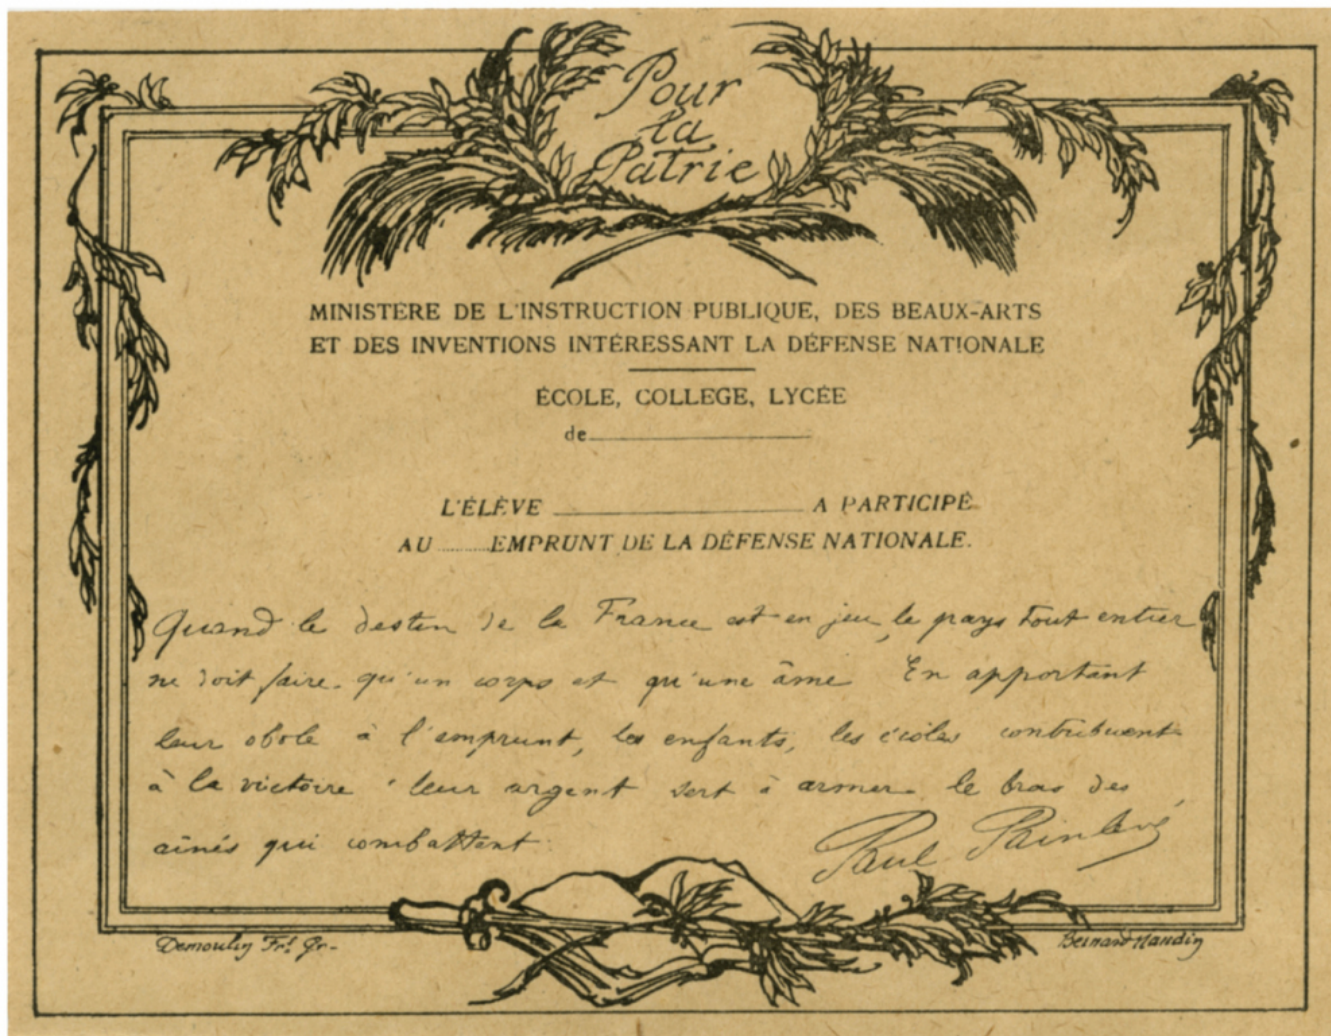 Pour
la
Patrie
MINISTÈRE DE L'INSTRUCTION PUBLIQUE, DES BEAUX-ARTS
ET DES INVENTIONS INTÉRESSANT LA DÉFENSE NATIONALE
ÉCOLE, COLLEGE, LYCÉE
de
L'ÉLÈVE A PARTICIPÉ
AU EMPRUNT DE LA DÉFENSE NATIONALE.
Quand le destin de la France est en jeu, le pays tout entier
ne doit faire qu'un corps et qu'une âme En apportant
leur obole à l'emprunt, les enfants, les écoles contribuent
à la victoire : leur argent sert à armer le bras des
aînés qui combattent.
Paul Painlevé
Demoulin Frs Gr-
Bernard Naudin